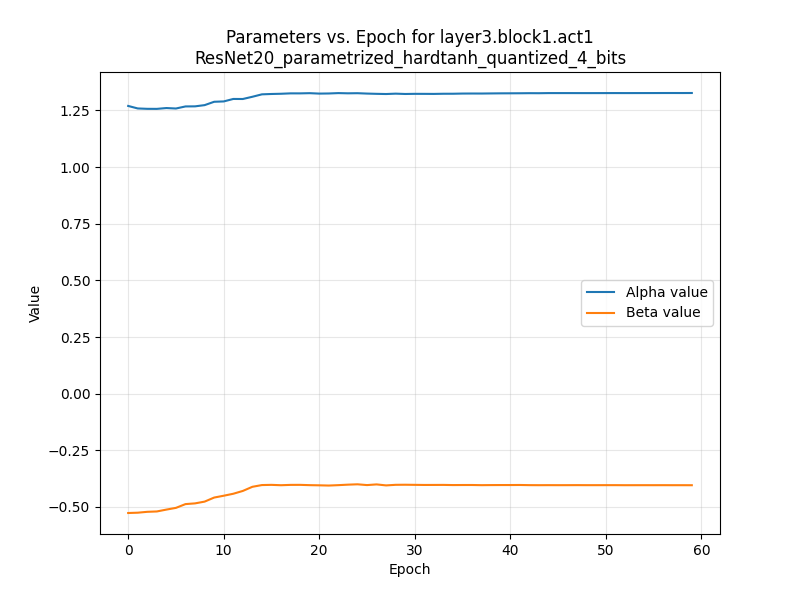 Parameters vs. Epoch for layer3.block1.act1
ResNet20_parametrized_hardtanh_quantized_4_bits
1.25
1.00
0.75
0.50
0.25
0.00
−0.25
−0.50
Value
Alpha value
Beta value
0 10 20 30 40 50 60
Epoch